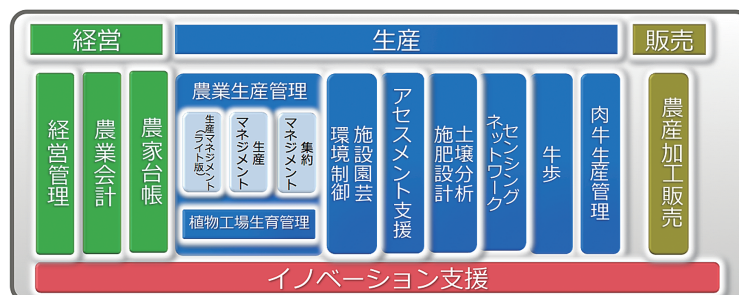 経営
生産
販売
経営管理
農業会計
農家台帳
農業生産管理
生産マネジメント
(ライト版)
生産
マネジメント
集約
マネジメント
植物工場生育管理
施設園芸
環境制御
アセスメント支援
土壌分析
施肥設計
センシング
ネットワーク
牛歩
肉牛生産管理
農産加工販売
イノベーション支援